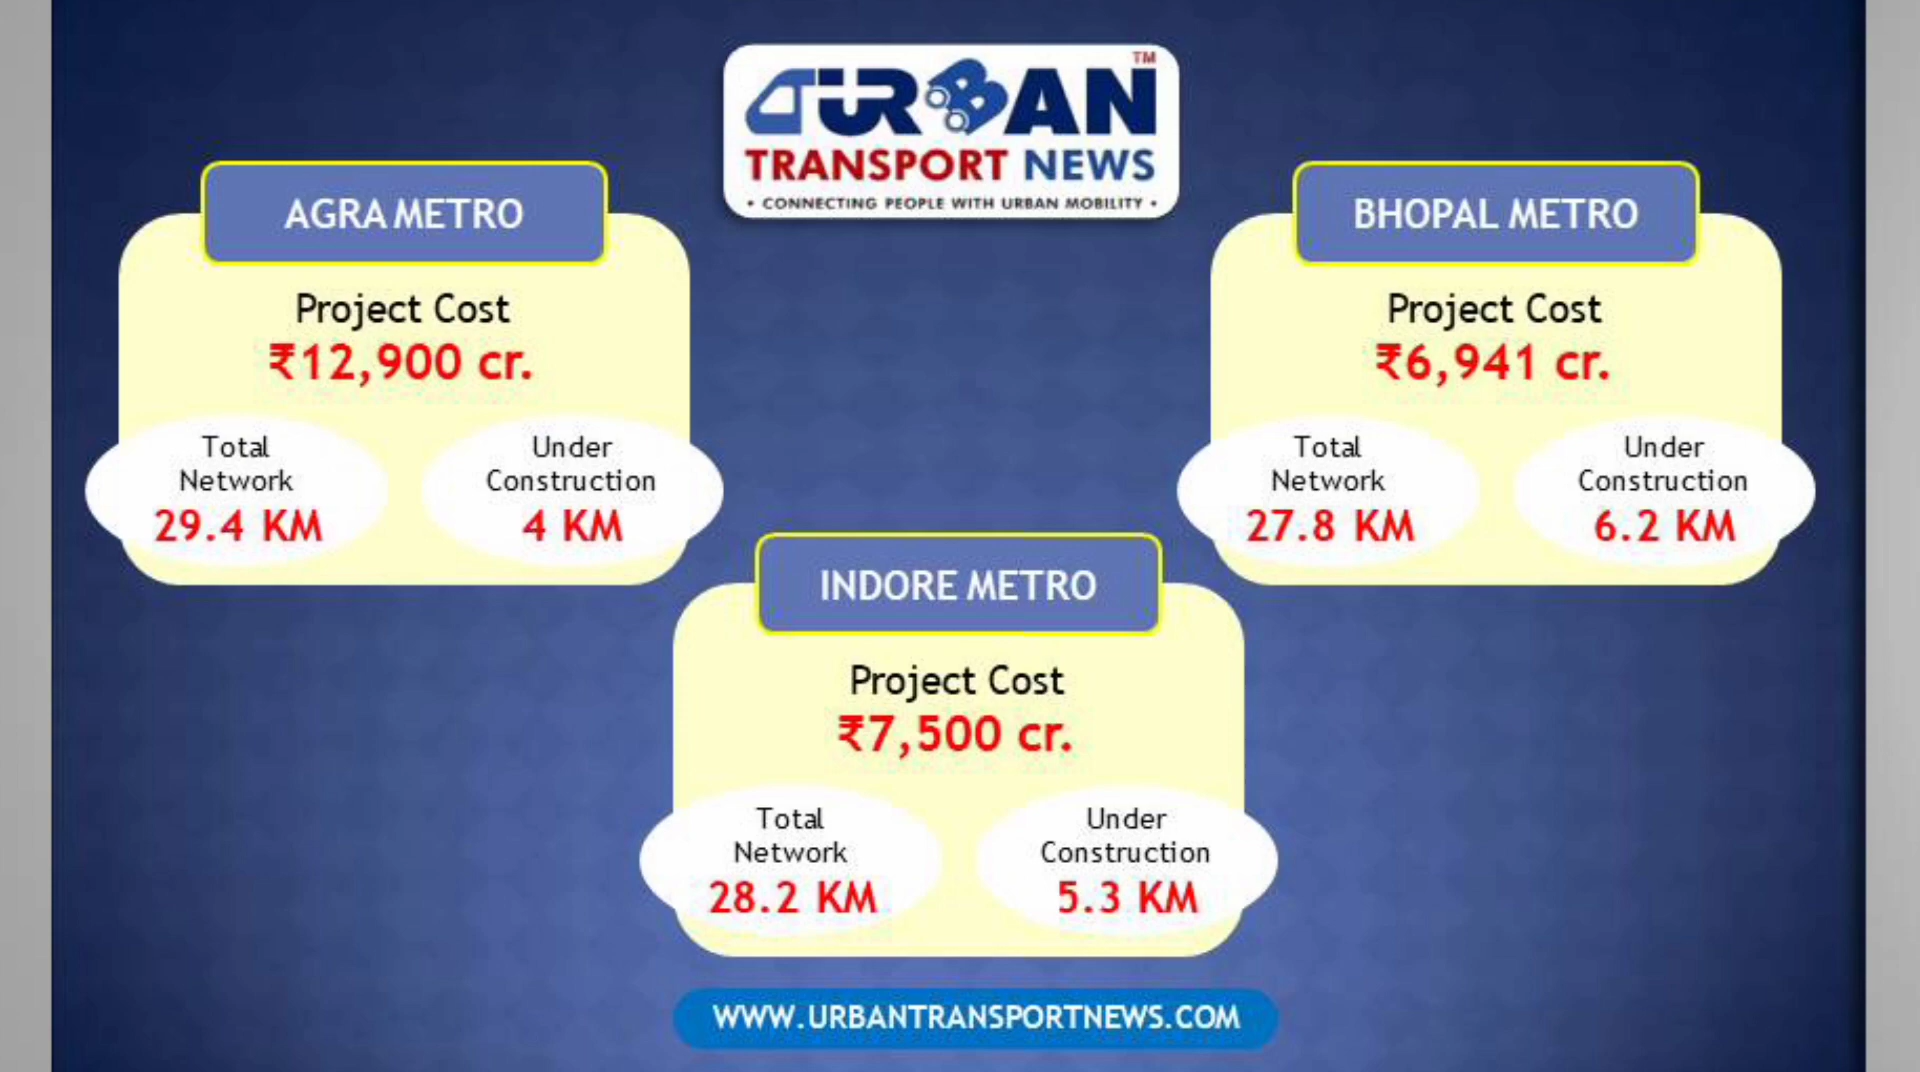 URBAN
TM
TRANSPORT NEWS
• CONNECTING PEOPLE WITH URBAN MOBILITY •
AGRA METRO
Project Cost
₹12,900 cr.
Total
Network
29.4 KM
Under
Construction
4 KM
BHOPAL METRO
Project Cost
₹6,941 cr.
Total
Network
27.8 KM
Under
Construction
6.2 KM
INDORE METRO
Project Cost
₹7,500 cr.
Total
Network
28.2 KM
Under
Construction
5.3 KM
WWW.URBANTRANSPORTNEWS.COM